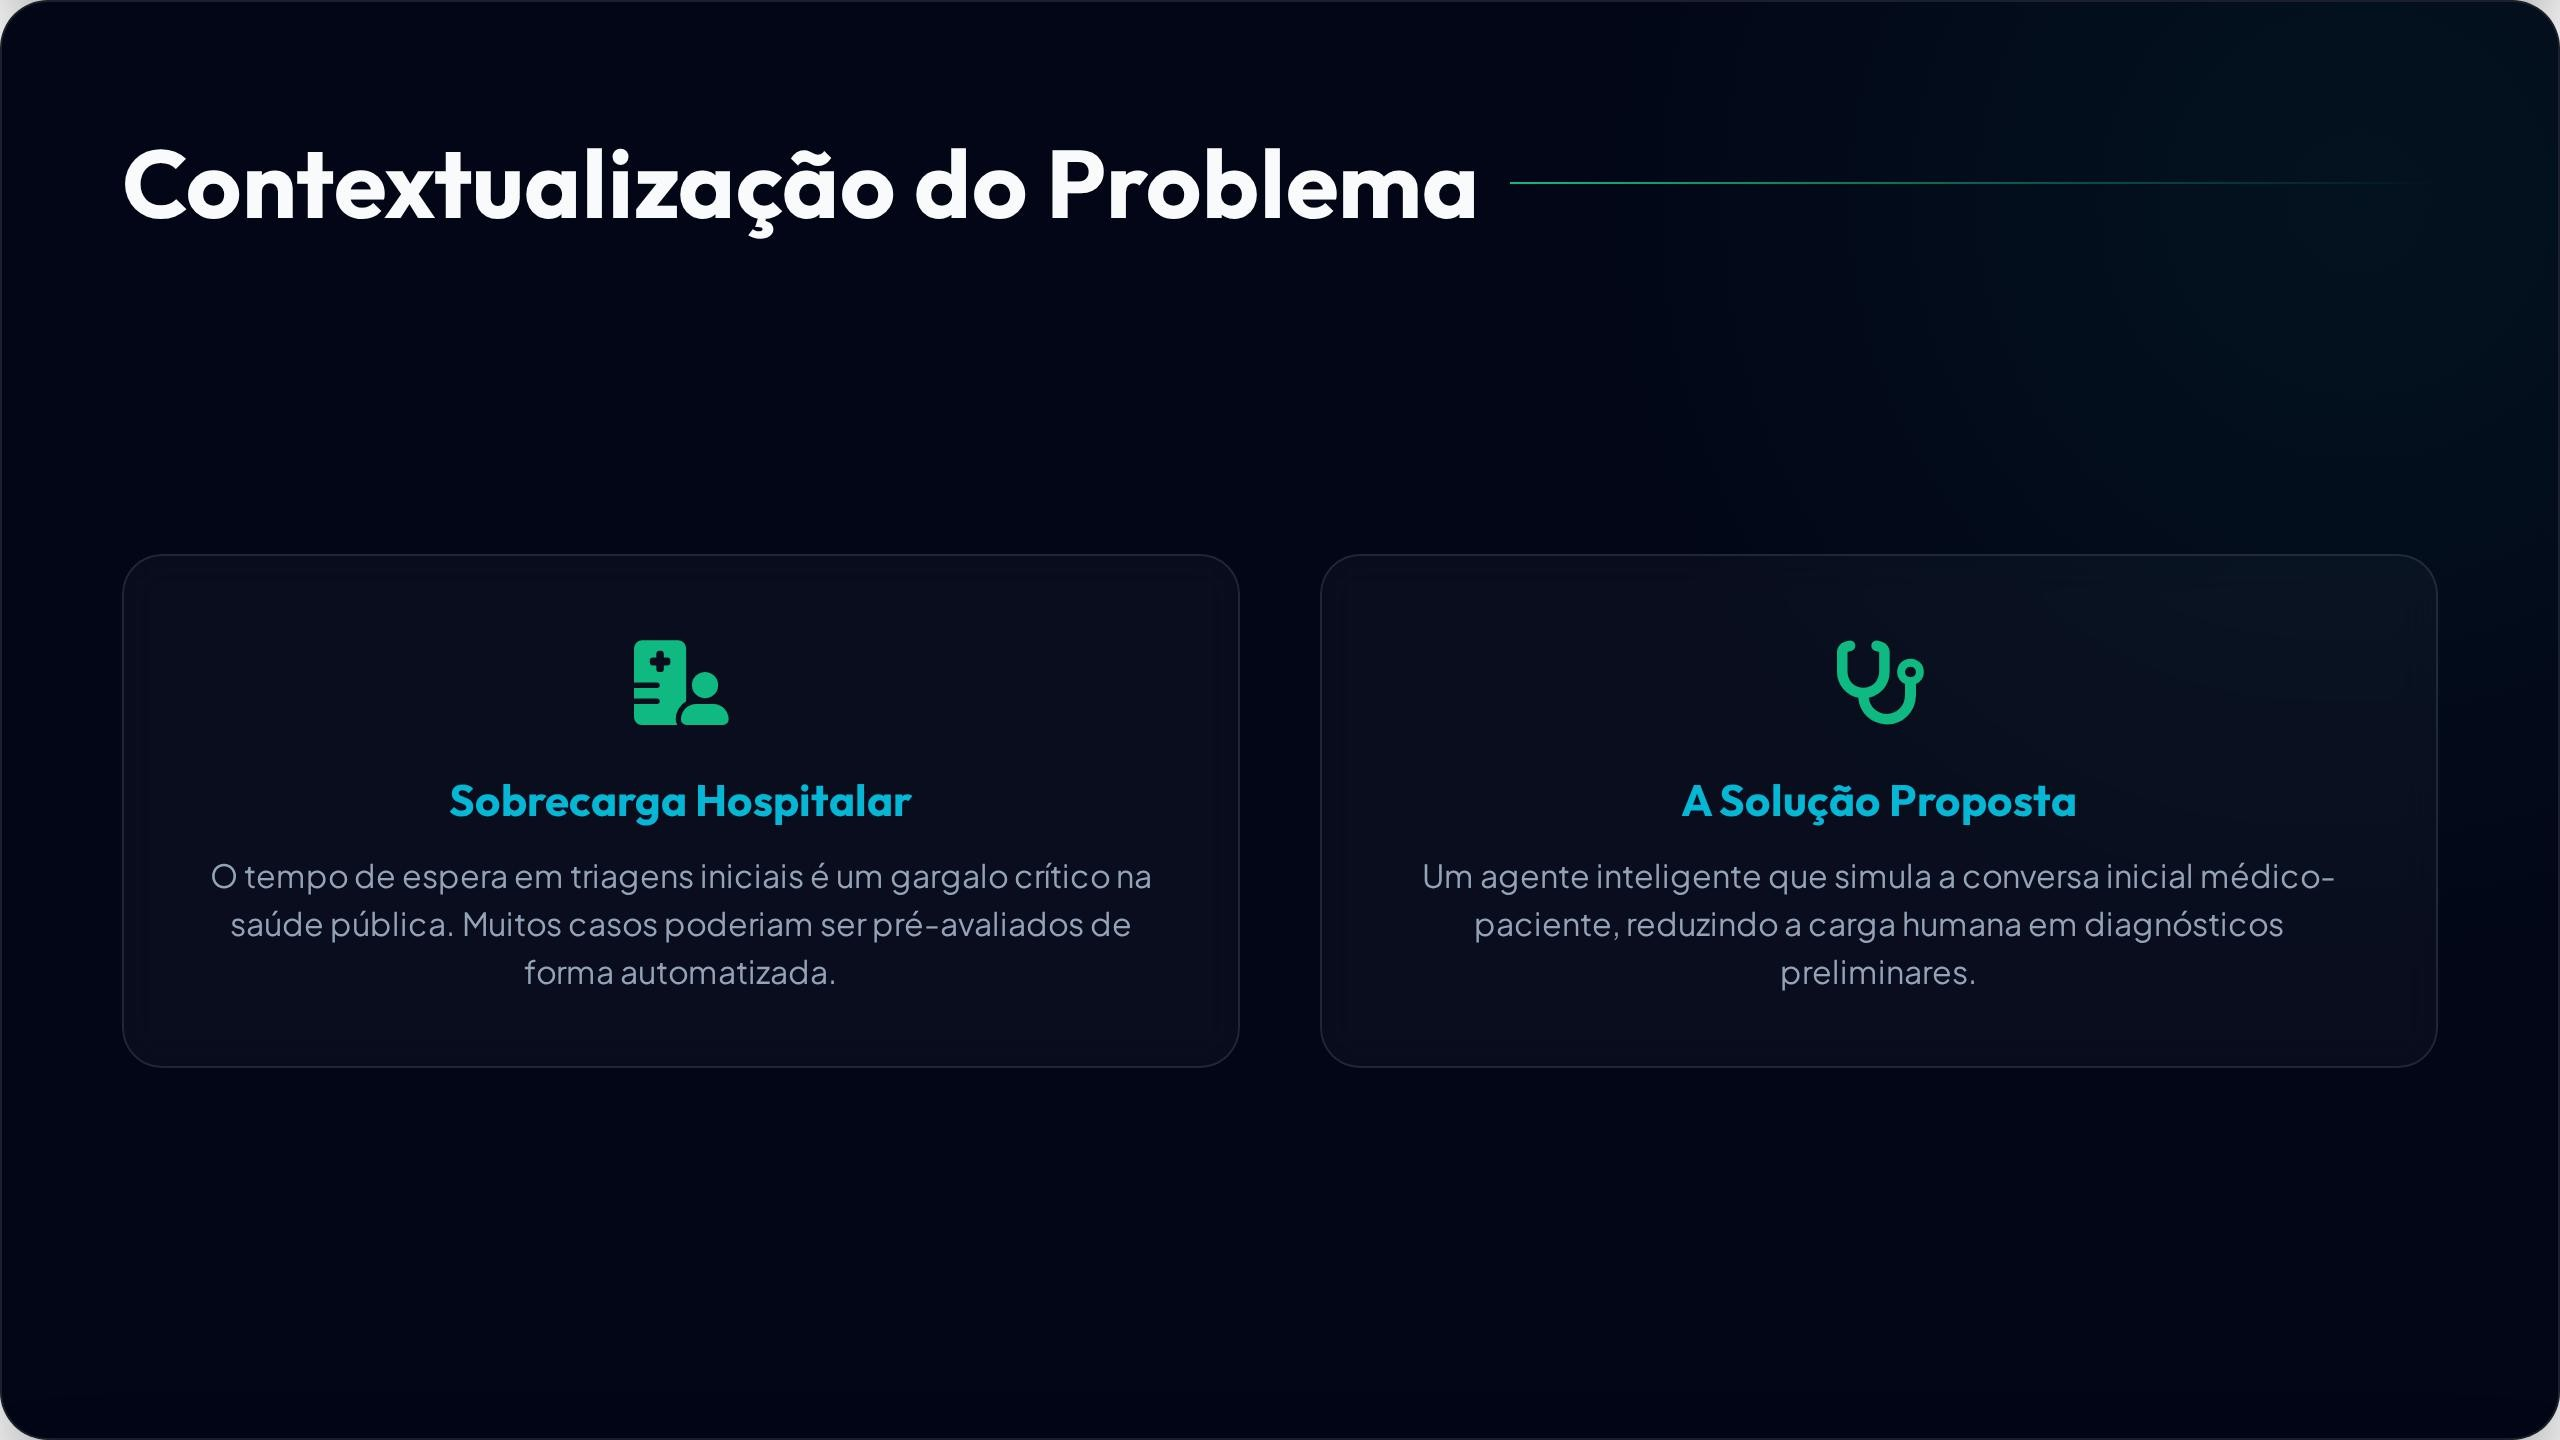 Contextualização do Problema
Sobrecarga Hospitalar
O tempo de espera em triagens iniciais é um gargalo crítico na
saúde pública. Muitos casos poderiam ser pré-avaliados de
forma automatizada.
A Solução Proposta
Um agente inteligente que simula a conversa inicial médico-
paciente, reduzindo a carga humana em diagnósticos
preliminares.